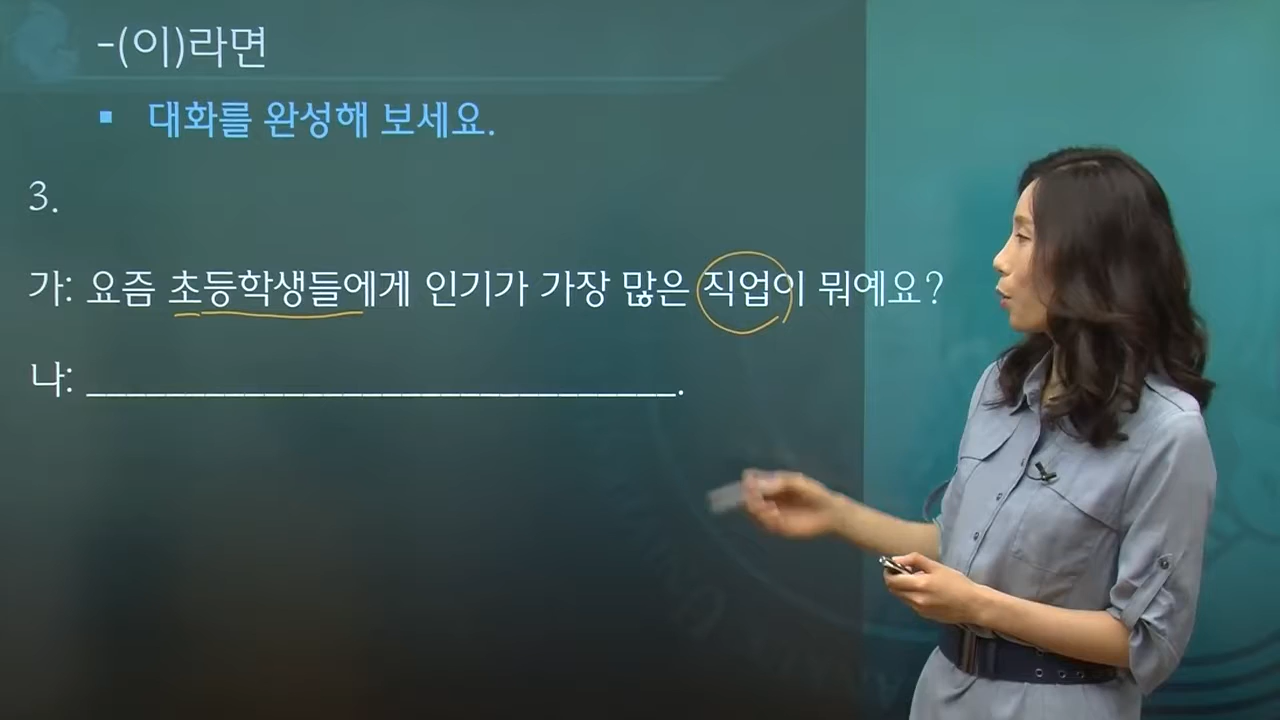 -(이)라면
▪ 대화를 완성해 보세요.
3.
가: 요즘 초등학생들에게 인기가 가장 많은 직업이 뭐예요?
나: ______________________________.